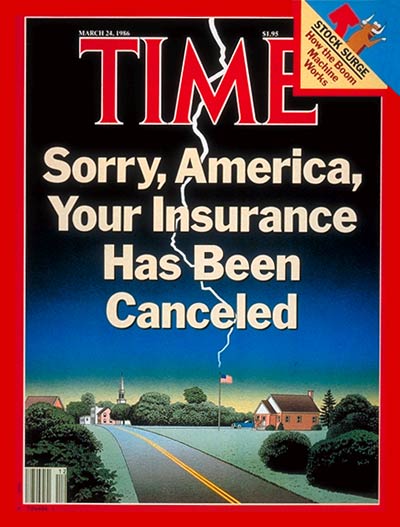 MARCH 24, 1986
$1.95
TIME
STOCK SURGE
How the Boom
Machine
Works
Sorry, America,
Your Insurance
Has Been
Canceled
12